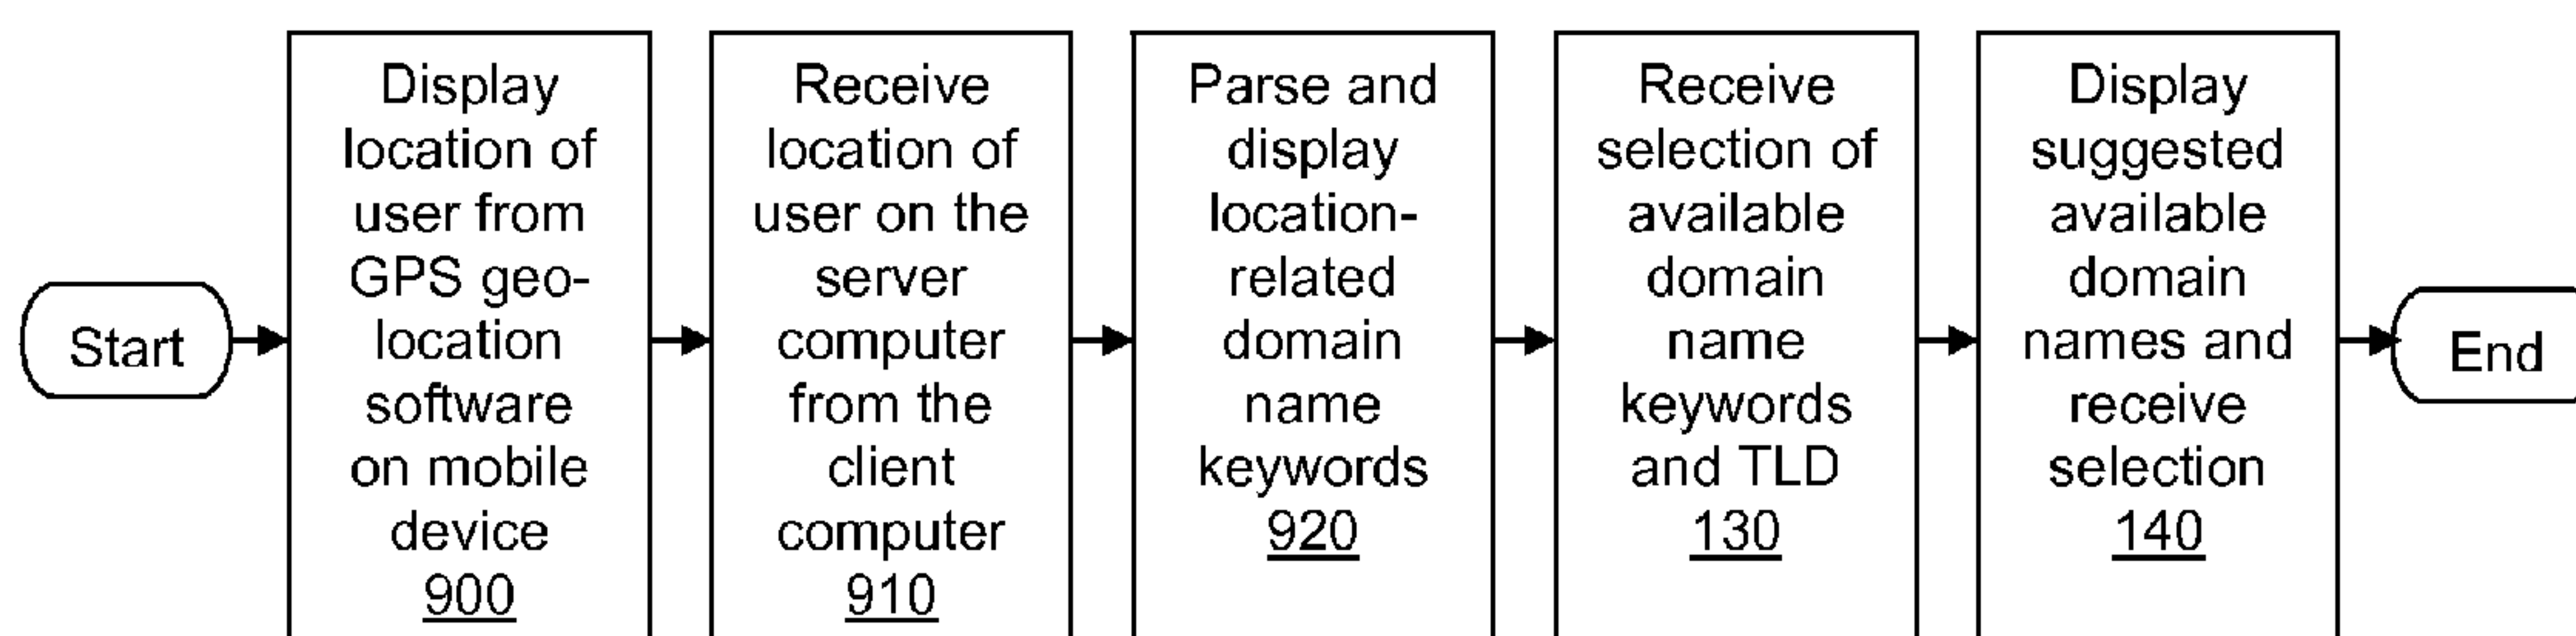 Start
Display
location of
user from
GPS geo-
location
software
on mobile
device
900
Receive
location of
user on the
server
computer
from the
client
computer
910
Parse and
display
location-
related
domain
name
keywords
920
Receive
selection of
available
domain
name
keywords
and TLD
130
Display
suggested
available
domain
names and
receive
selection
140
End